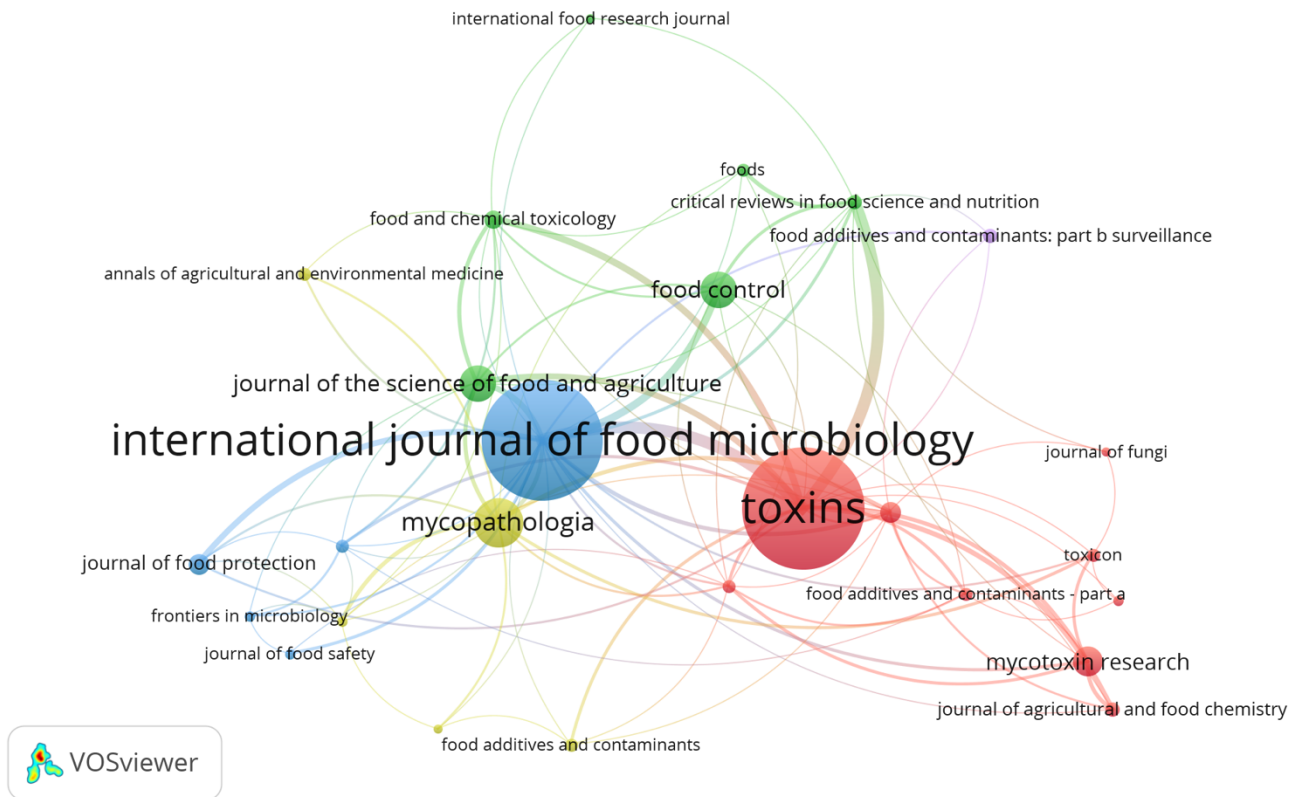 international food research journal
foods
critical reviews in food science and nutrition
food and chemical toxicology
food additives and contaminants: part b surveillance
annals of agricultural and environmental medicine
food control
journal of the science of food and agriculture
international journal of food microbiology
journal of fungi
toxins
mycopathologia
toxicon
journal of food protection
food additives and contaminants - part a
frontiers in microbiology
journal of food safety
mycotoxin research
journal of agricultural and food chemistry
food additives and contaminants
VOSviewer